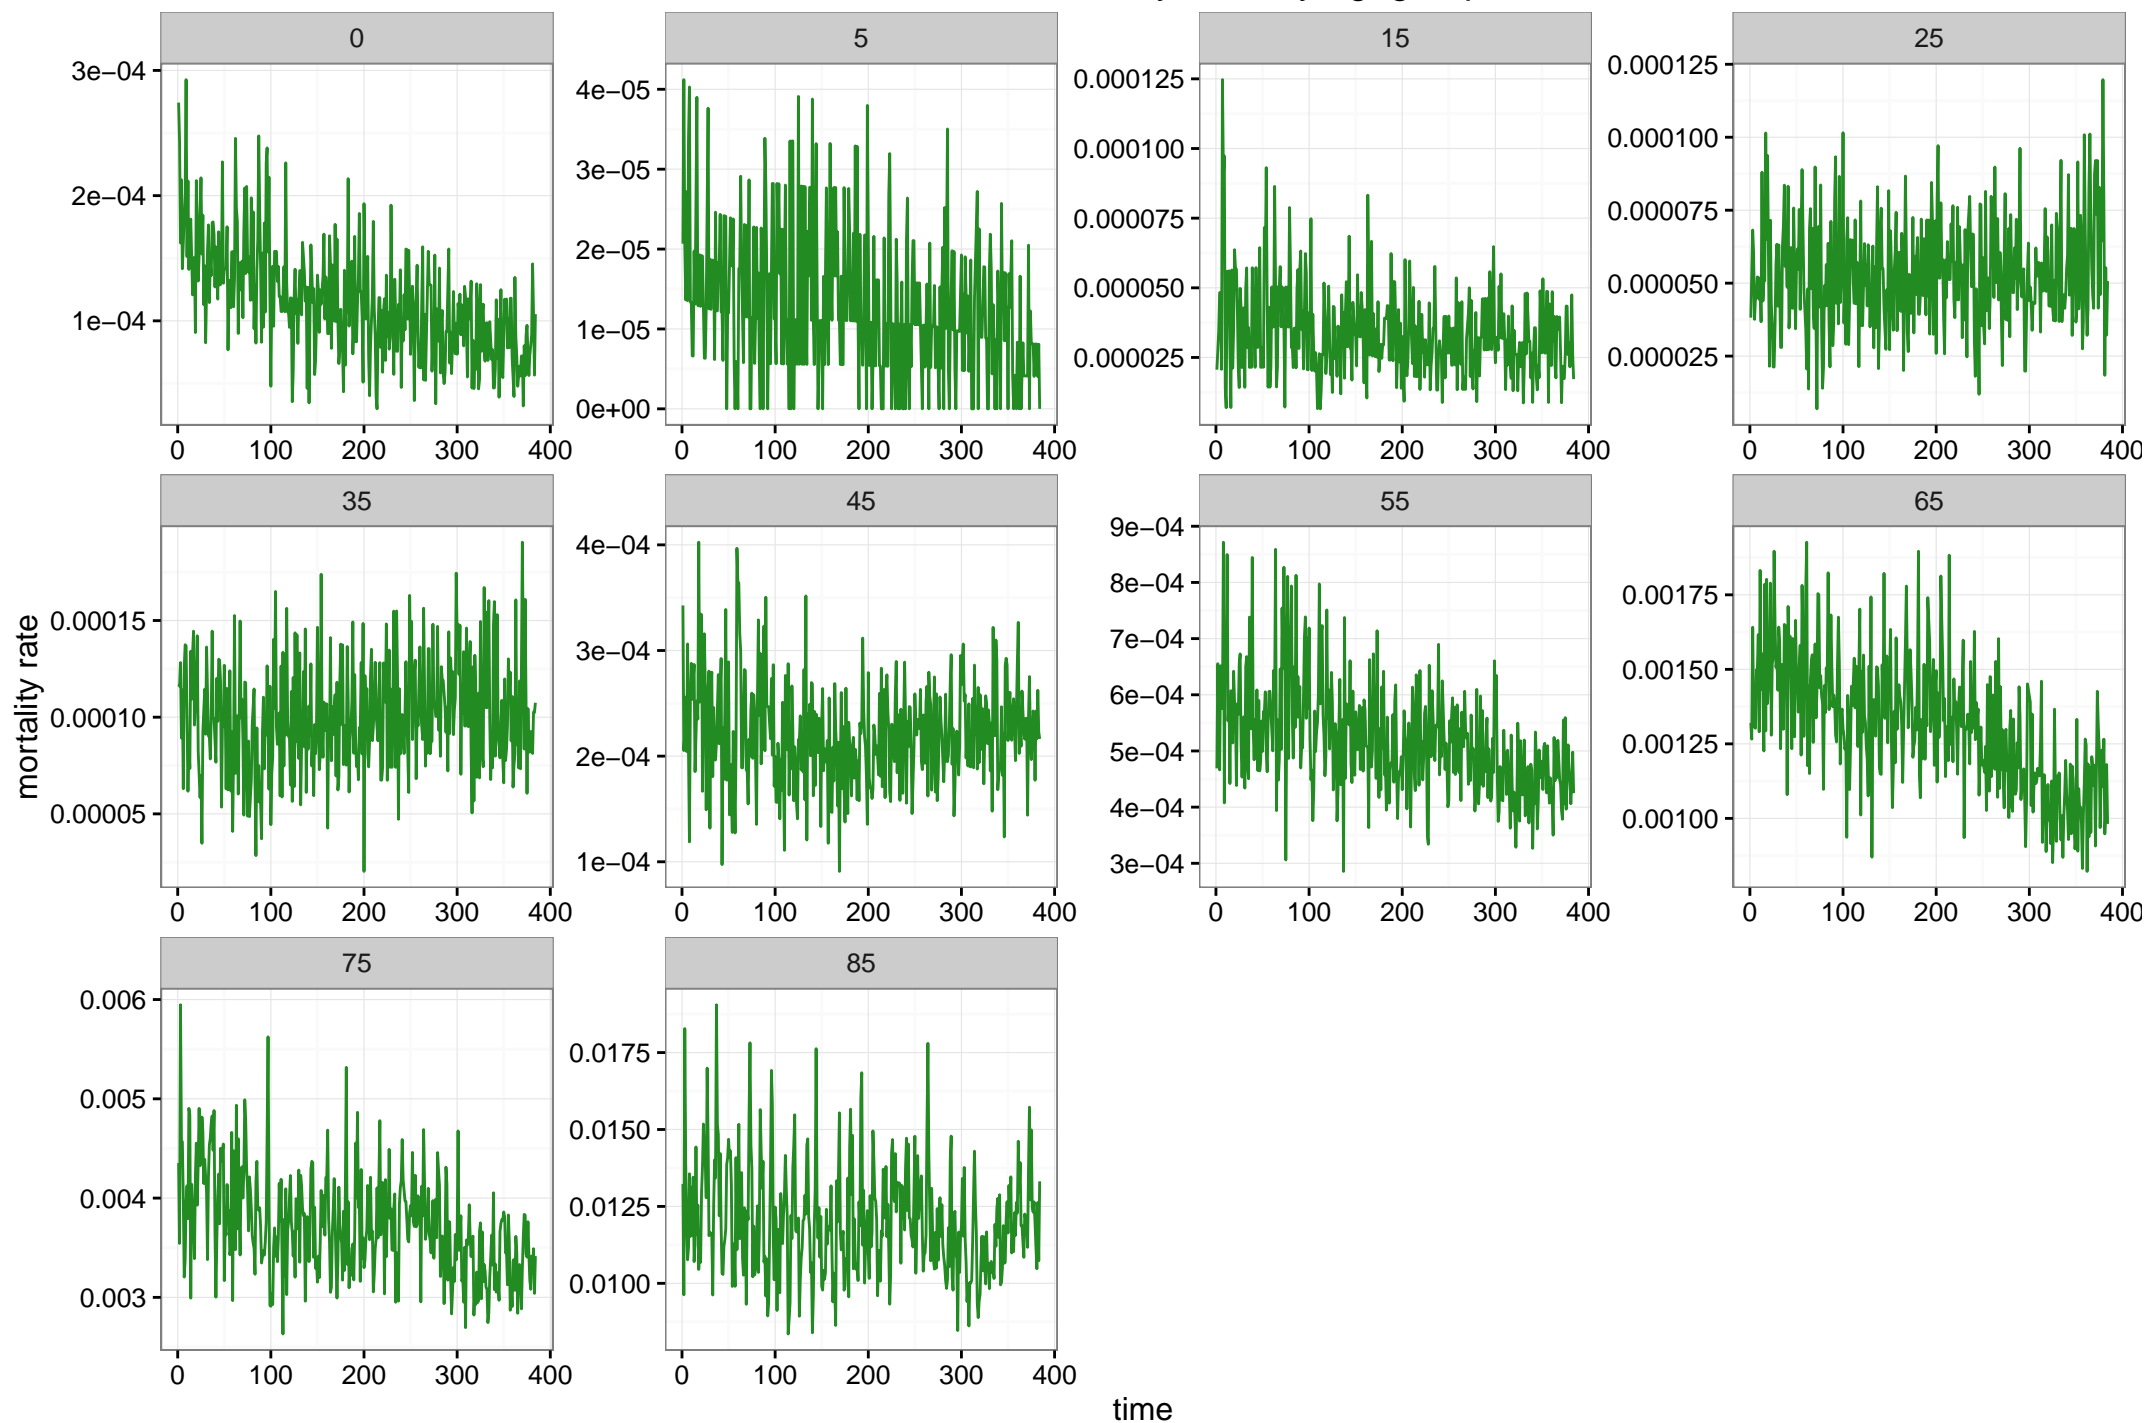 0 5 15 25
3e−04
2e−04
1e−04
4e−05
3e−05
2e−05
1e−05
0e+00
0.000125
0.000100
0.000075
0.000050
0.000025
0.000125
0.000100
0.000075
0.000050
0.000025
0 100 200 300 400
0 100 200 300 400
0 100 200 300 400
0 100 200 300 400
35 45 55 65
mortality rate
0.00015
0.00010
0.00005
4e−04
3e−04
2e−04
1e−04
9e−04
8e−04
7e−04
6e−04
5e−04
4e−04
3e−04
0.00175
0.00150
0.00125
0.00100
0 100 200 300 400
0 100 200 300 400
0 100 200 300 400
0 100 200 300 400
75 85
0.006
0.005
0.004
0.003
0.0175
0.0150
0.0125
0.0100
0 100 200 300 400
0 100 200 300 400
time